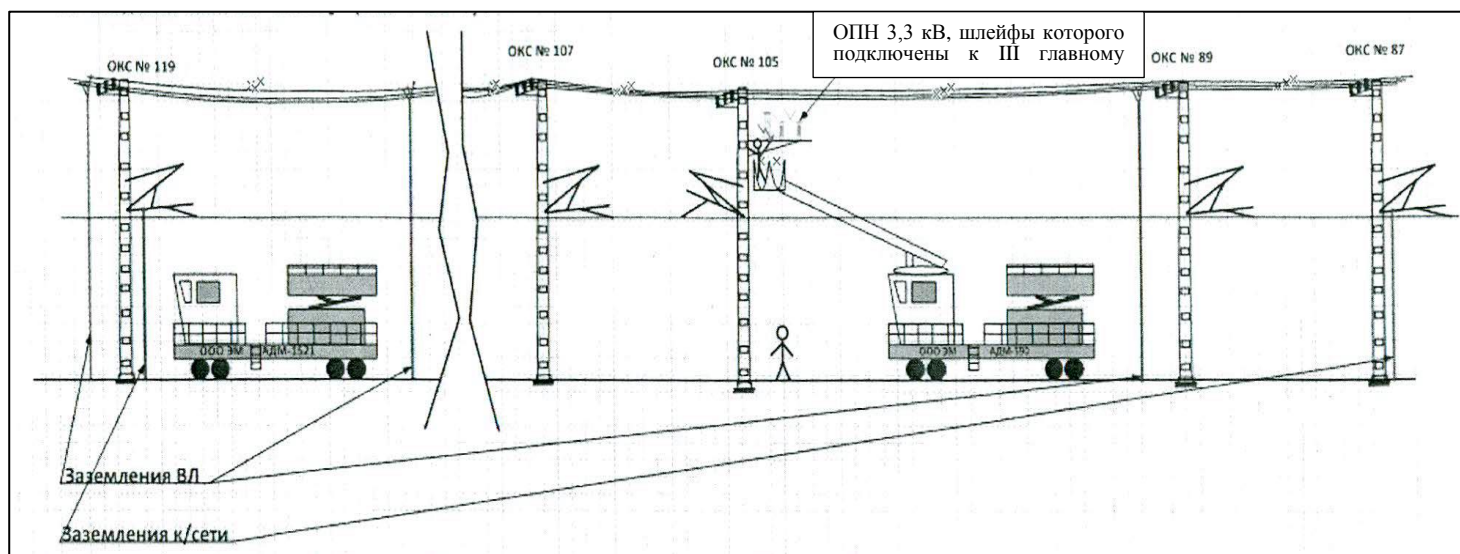 ОПН 3,3 кВ, шлейфы которого
подключены к III главному
ОКС № 119
ОКС № 107
ОКС № 105
ОКС № 89
ОКС № 87
ООО ЭМ АДМ-1521
ООО ЭМ
Заземления ВЛ
Заземления к/сети